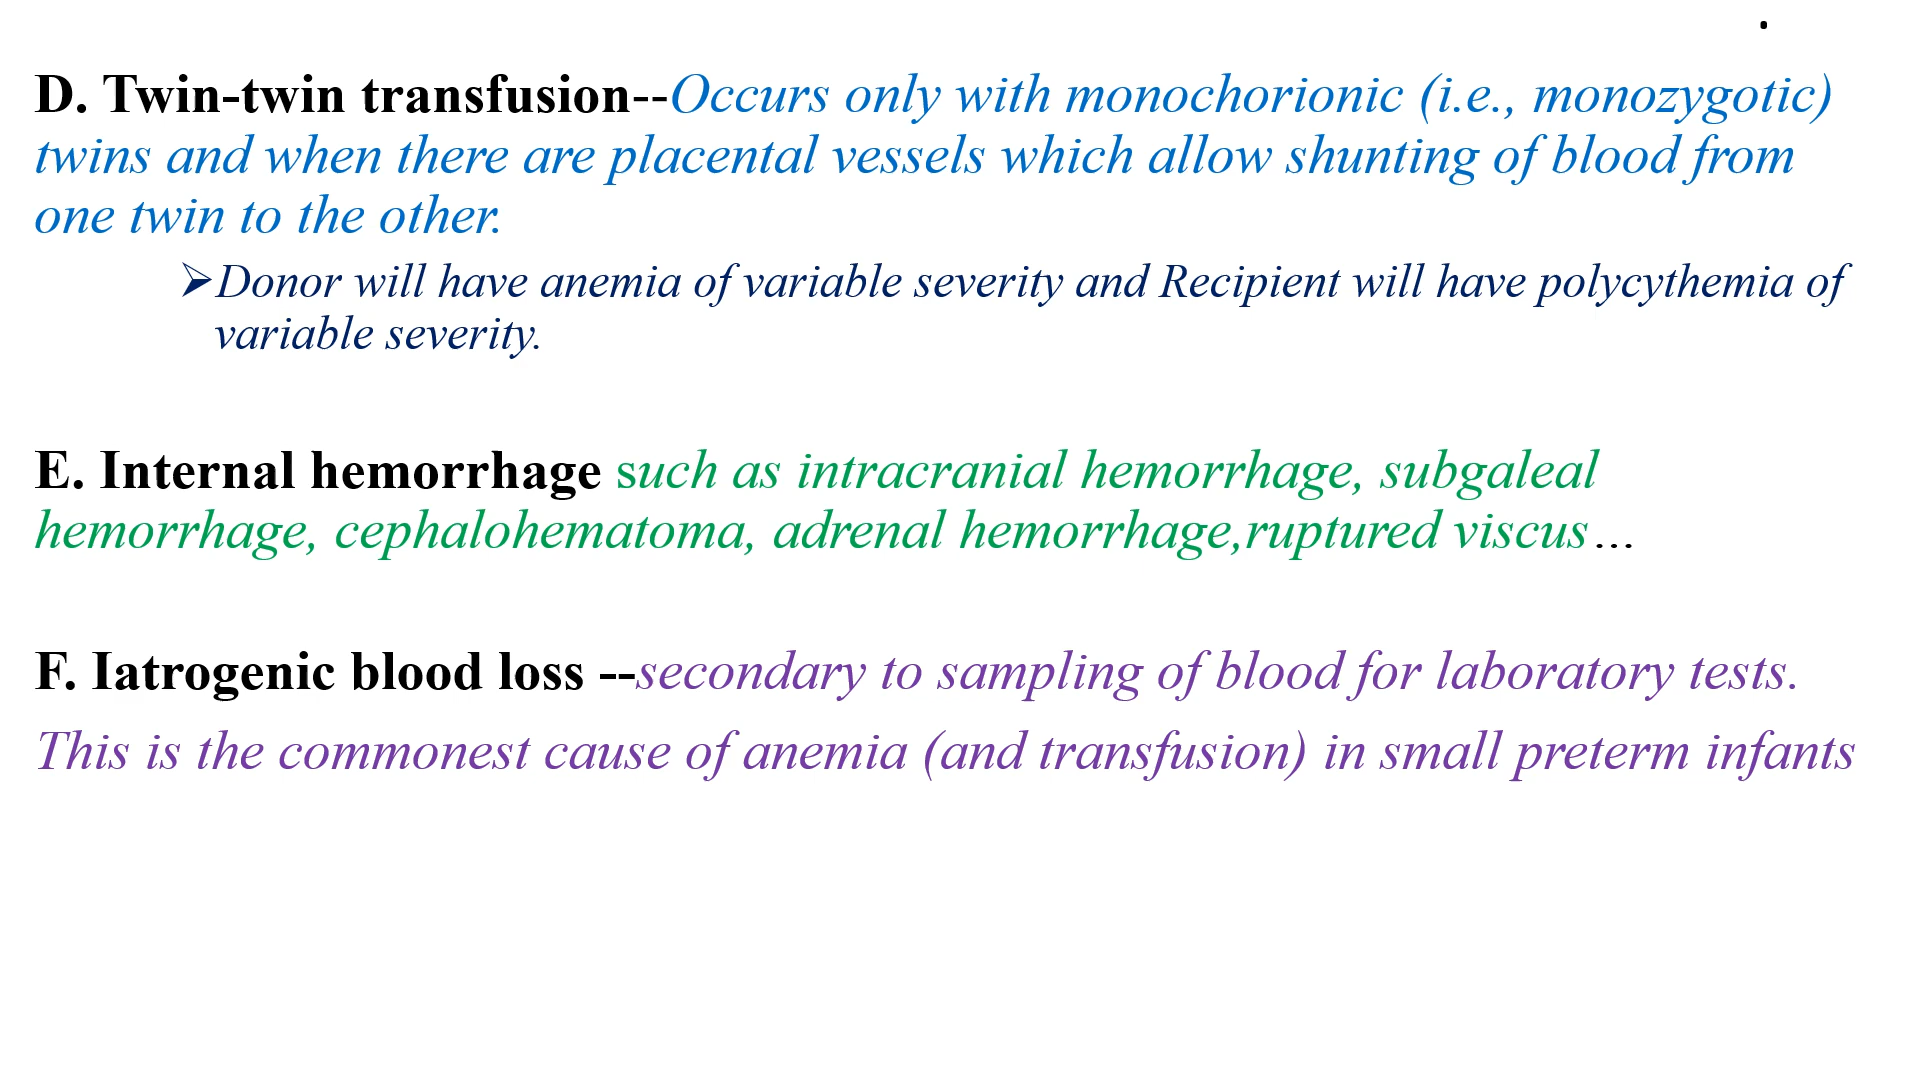 .
D. Twin-twin transfusion--Occurs only with monochorionic (i.e., monozygotic)
twins and when there are placental vessels which allow shunting of blood from
one twin to the other.
➢Donor will have anemia of variable severity and Recipient will have polycythemia of
variable severity.
E. Internal hemorrhage such as intracranial hemorrhage, subgaleal
hemorrhage, cephalohematoma, adrenal hemorrhage,ruptured viscus…
F. Iatrogenic blood loss --secondary to sampling of blood for laboratory tests.
This is the commonest cause of anemia (and transfusion) in small preterm infants